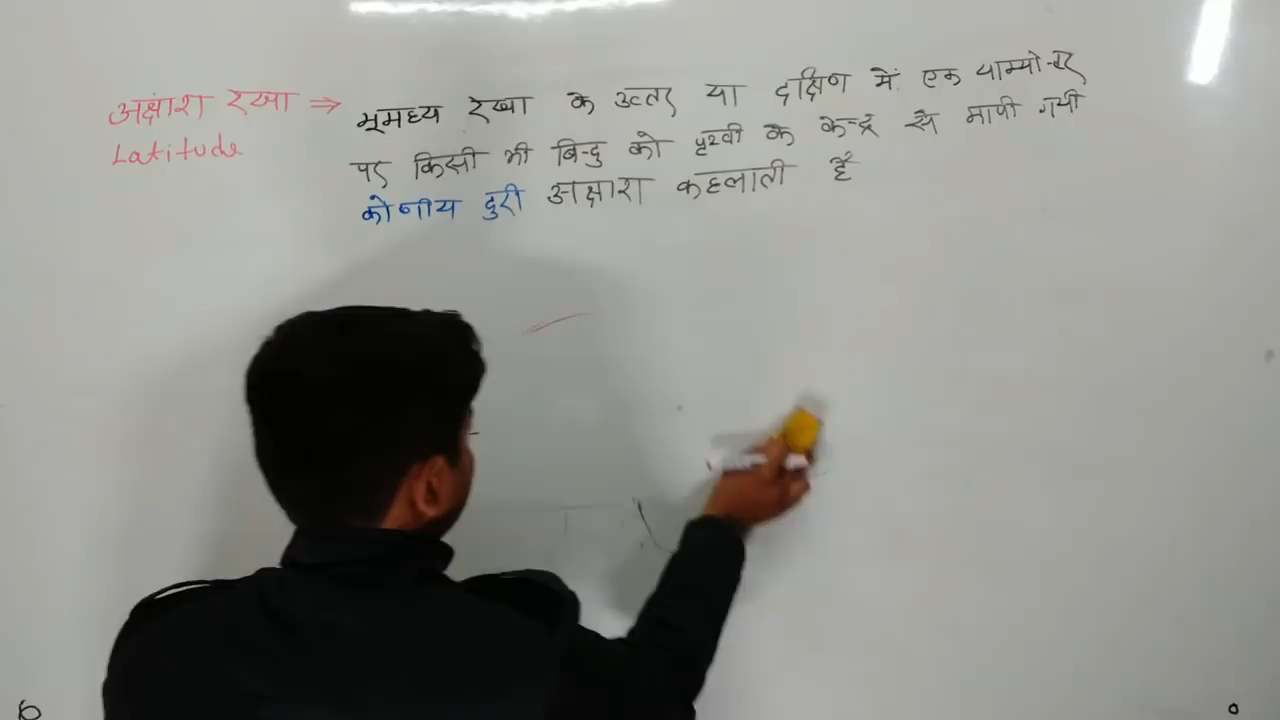 अक्षांश रेखा ⇒ भूमध्य रेखा के उत्तर या दक्षिण में एक याम्योत्तर
Latitude
पर किसी भी बिन्दु को पृथ्वी के केन्द्र से मापी गयी
कोणीय दुरी अक्षारा कहलाती हैं